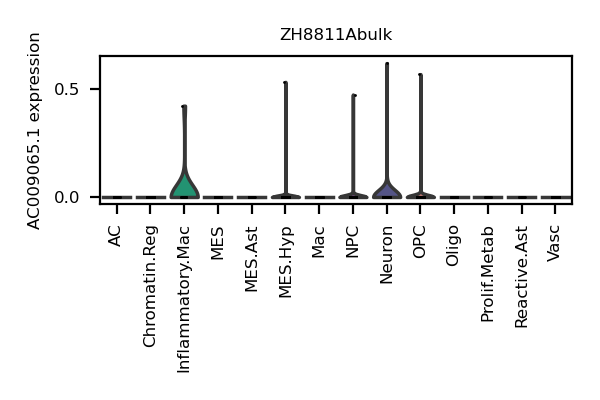 ZH8811Abulk
AC009065.1 expression
0.5
0.0
AC
Chromatin.Reg
Inflammatory.Mac
MES
MES.Ast
MES.Hyp
Mac
NPC
Neuron
OPC
Oligo
Prolif.Metab
Reactive.Ast
Vasc